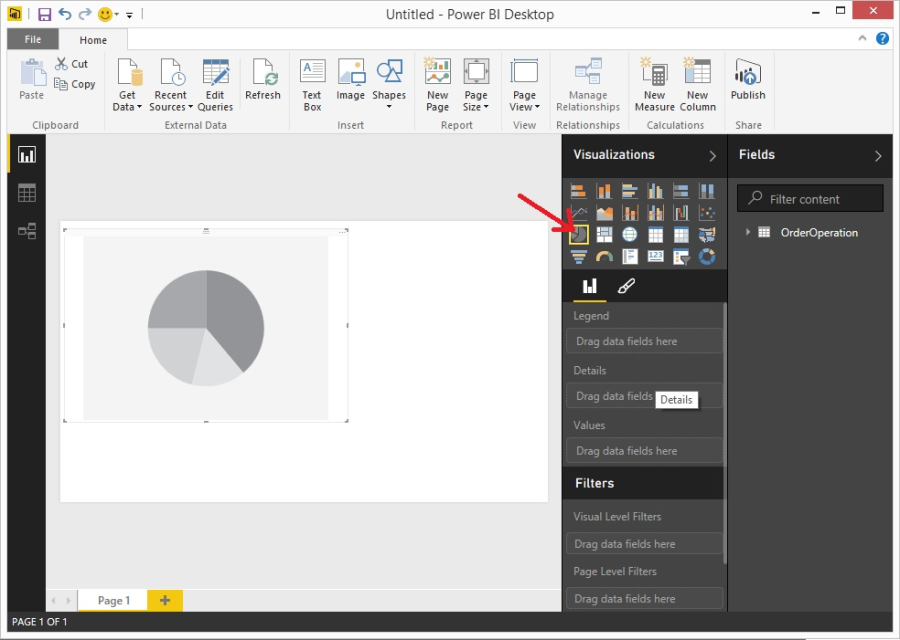 Untitled - Power BI Desktop
File
Home
Paste
Cut
Copy
Clipboard
Get Data
Recent Sources
Edit Queries
Refresh
External Data
Text Box
Image
Shapes
Insert
New Page
Page Size
Report
Page View
View
Manage Relationships
Relationships
New Measure
New Column
Calculations
Publish
Share
Visualizations
Fields
Filter content
OrderOperation
123
Legend
Drag data fields here
Details
Drag data fields
Details
Values
Drag data fields here
Filters
Visual Level Filters
Drag data fields here
Page Level Filters
Drag data fields here
Page 1
PAGE 1 OF 1